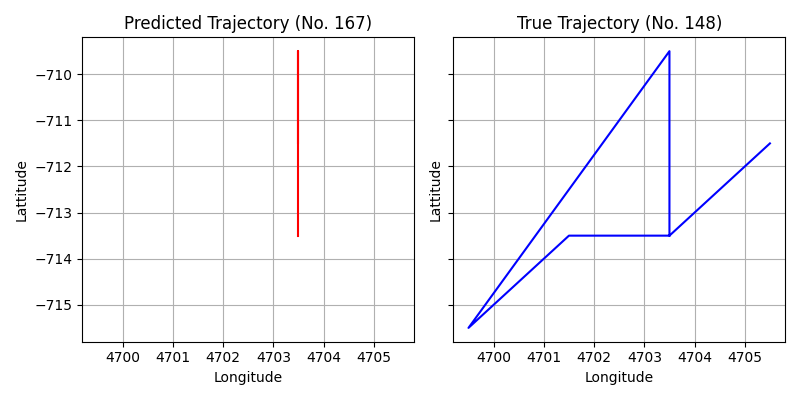 Predicted Trajectory (No. 167)
True Trajectory (No. 148)
−710
−711
−712
−713
−714
−715
Lattitude
4700 4701 4702 4703 4704 4705
Longitude
Lattitude
4700 4701 4702 4703 4704 4705
Longitude